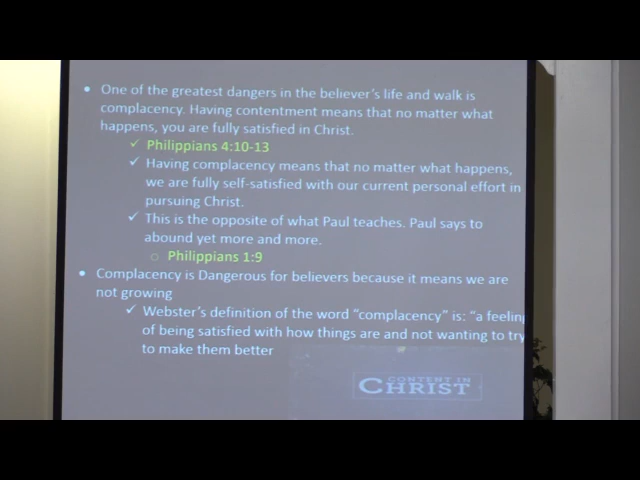 • One of the greatest dangers in the believer's life and walk is
complacency. Having contentment means that no matter what
happens, you are fully satisfied in Christ.
✓ Philippians 4:10-13
✓ Having complacency means that no matter what happens,
we are fully self-satisfied with our current personal effort in
pursuing Christ.
✓ This is the opposite of what Paul teaches. Paul says to
abound yet more and more.
o Philippians 1:9
• Complacency is Dangerous for believers because it means we are
not growing
✓ Webster's definition of the word "complacency" is: "a feeling
of being satisfied with how things are and not wanting to try
to make them better
CONTENT IN
CHRIST